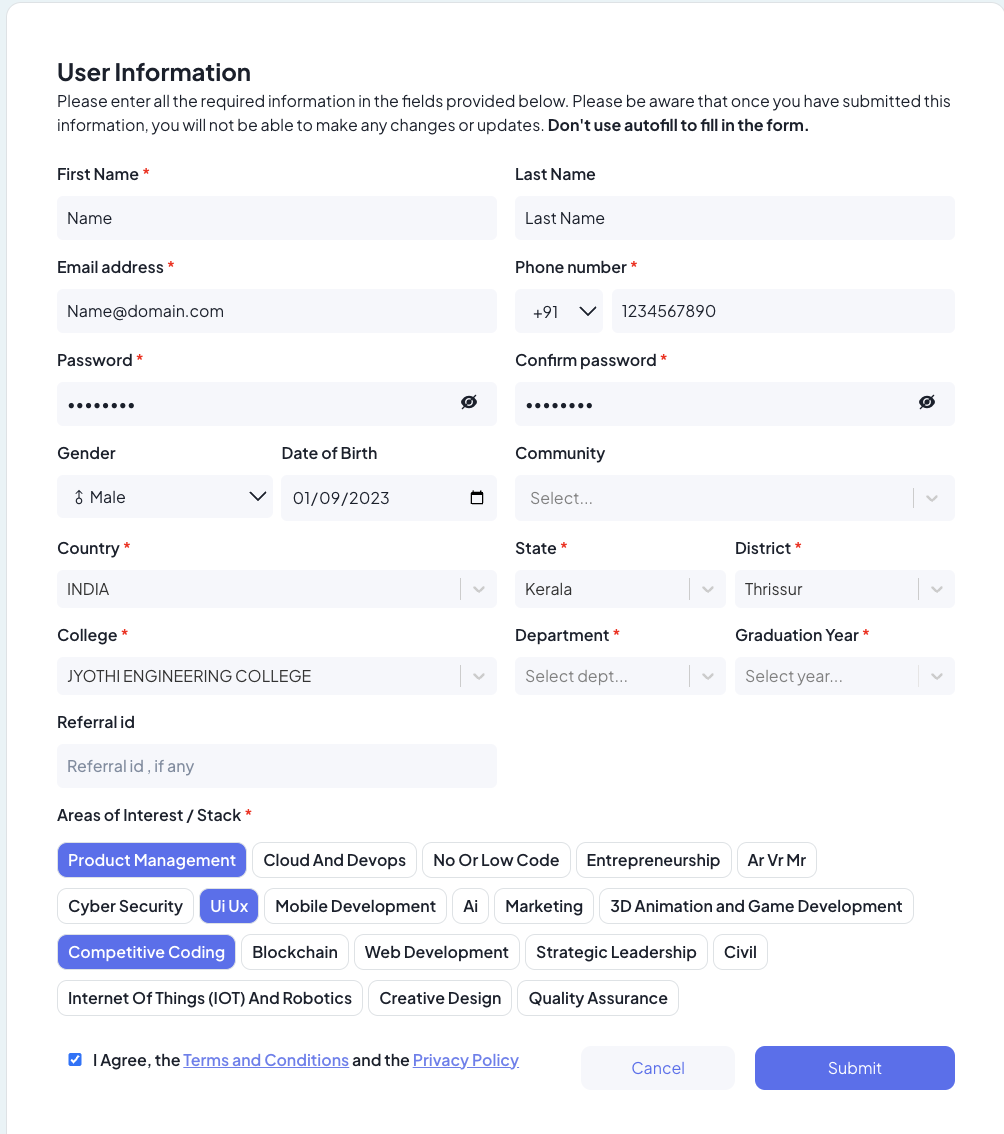 User Information
Please enter all the required information in the fields provided below. Please be aware that once you have submitted this
information, you will not be able to make any changes or updates. Don't use autofill to fill in the form.
First Name *
Last Name
Name
Last Name
Email address *
Phone number *
Name@domain.com
+91
1234567890
Password *
Confirm password *
••••••••
••••••••
Gender
Date of Birth
Community
⚦ Male
01/09/2023
Select...
Country *
State *
District *
INDIA
Kerala
Thrissur
College *
Department *
Graduation Year *
JYOTHI ENGINEERING COLLEGE
Select dept...
Select year...
Referral id
Referral id , if any
Areas of Interest / Stack *
Product Management
Cloud And Devops
No Or Low Code
Entrepreneurship
Ar Vr Mr
Cyber Security
Ui Ux
Mobile Development
Ai
Marketing
3D Animation and Game Development
Competitive Coding
Blockchain
Web Development
Strategic Leadership
Civil
Internet Of Things (IOT) And Robotics
Creative Design
Quality Assurance
I Agree, the Terms and Conditions and the Privacy Policy
Cancel
Submit